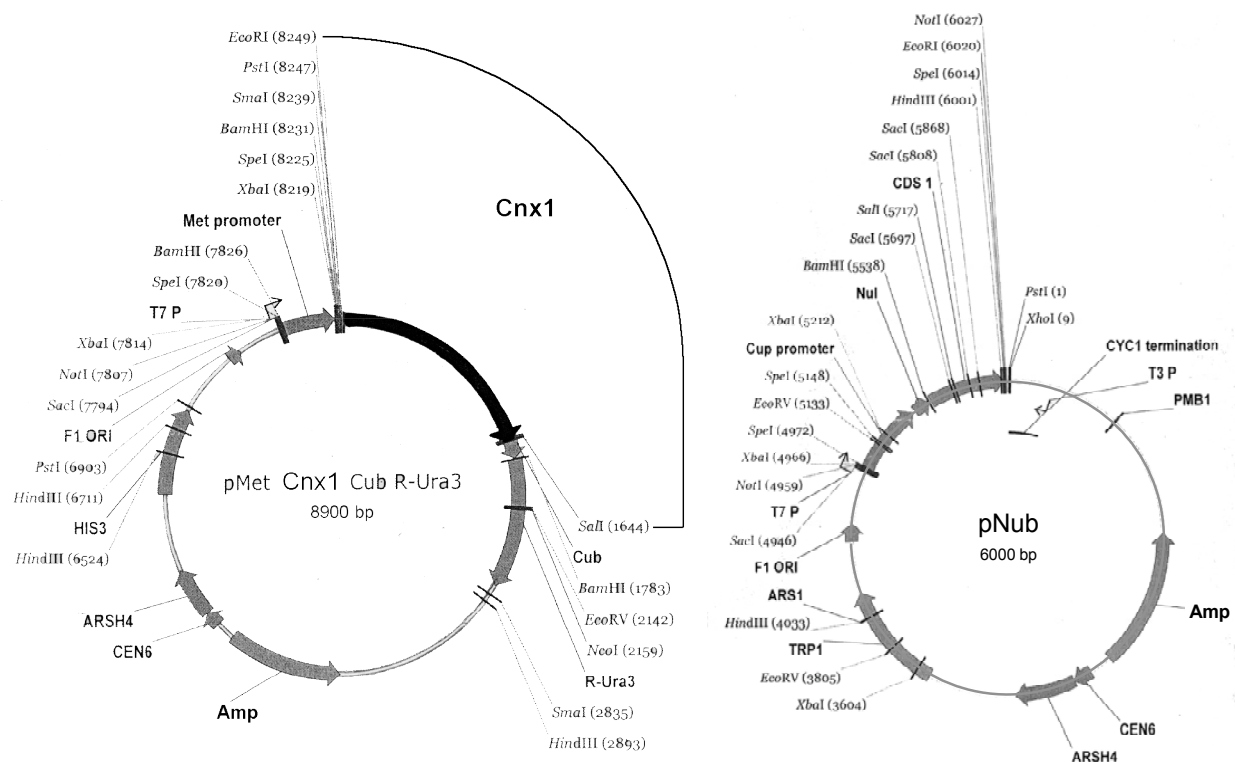 EcoRI (8249)
PstI (8247)
SmaI (8239)
BamHI (8231)
SpeI (8225)
XbaI (8219)
Met promoter
BamHI (7826)
SpeI (7820)
T7 P
XbaI (7814)
NotI (7807)
SacI (7794)
F1 ORI
PstI (6903)
HindIII (6711)
HIS3
HindIII (6524)
ARSH4
CEN6
Amp
Cnx1
pMet Cnx1 Cub R-Ura3
8900 bp
SalI (1644)
Cub
BamHI (1783)
EcoRV (2142)
NcoI (2159)
R-Ura3
SmaI (2835)
HindIII (2893)
NotI (6027)
EcoRI (6020)
SpeI (6014)
HindIII (6001)
SacI (5868)
SacI (5808)
CDS 1
SalI (5717)
SacI (5697)
BamHI (5538)
NuI
XbaI (5212)
Cup promoter
SpeI (5148)
EcoRV (5133)
SpeI (4972)
XbaI (4966)
NotI (4959)
T7 P
SacI (4946)
F1 ORI
ARS1
HindIII (4033)
TRP1
EcoRV (3805)
XbaI (3604)
PstI (1)
XhoI (9)
CYC1 termination
T3 P
PMB1
pNub
6000 bp
Amp
CEN6
ARSH4